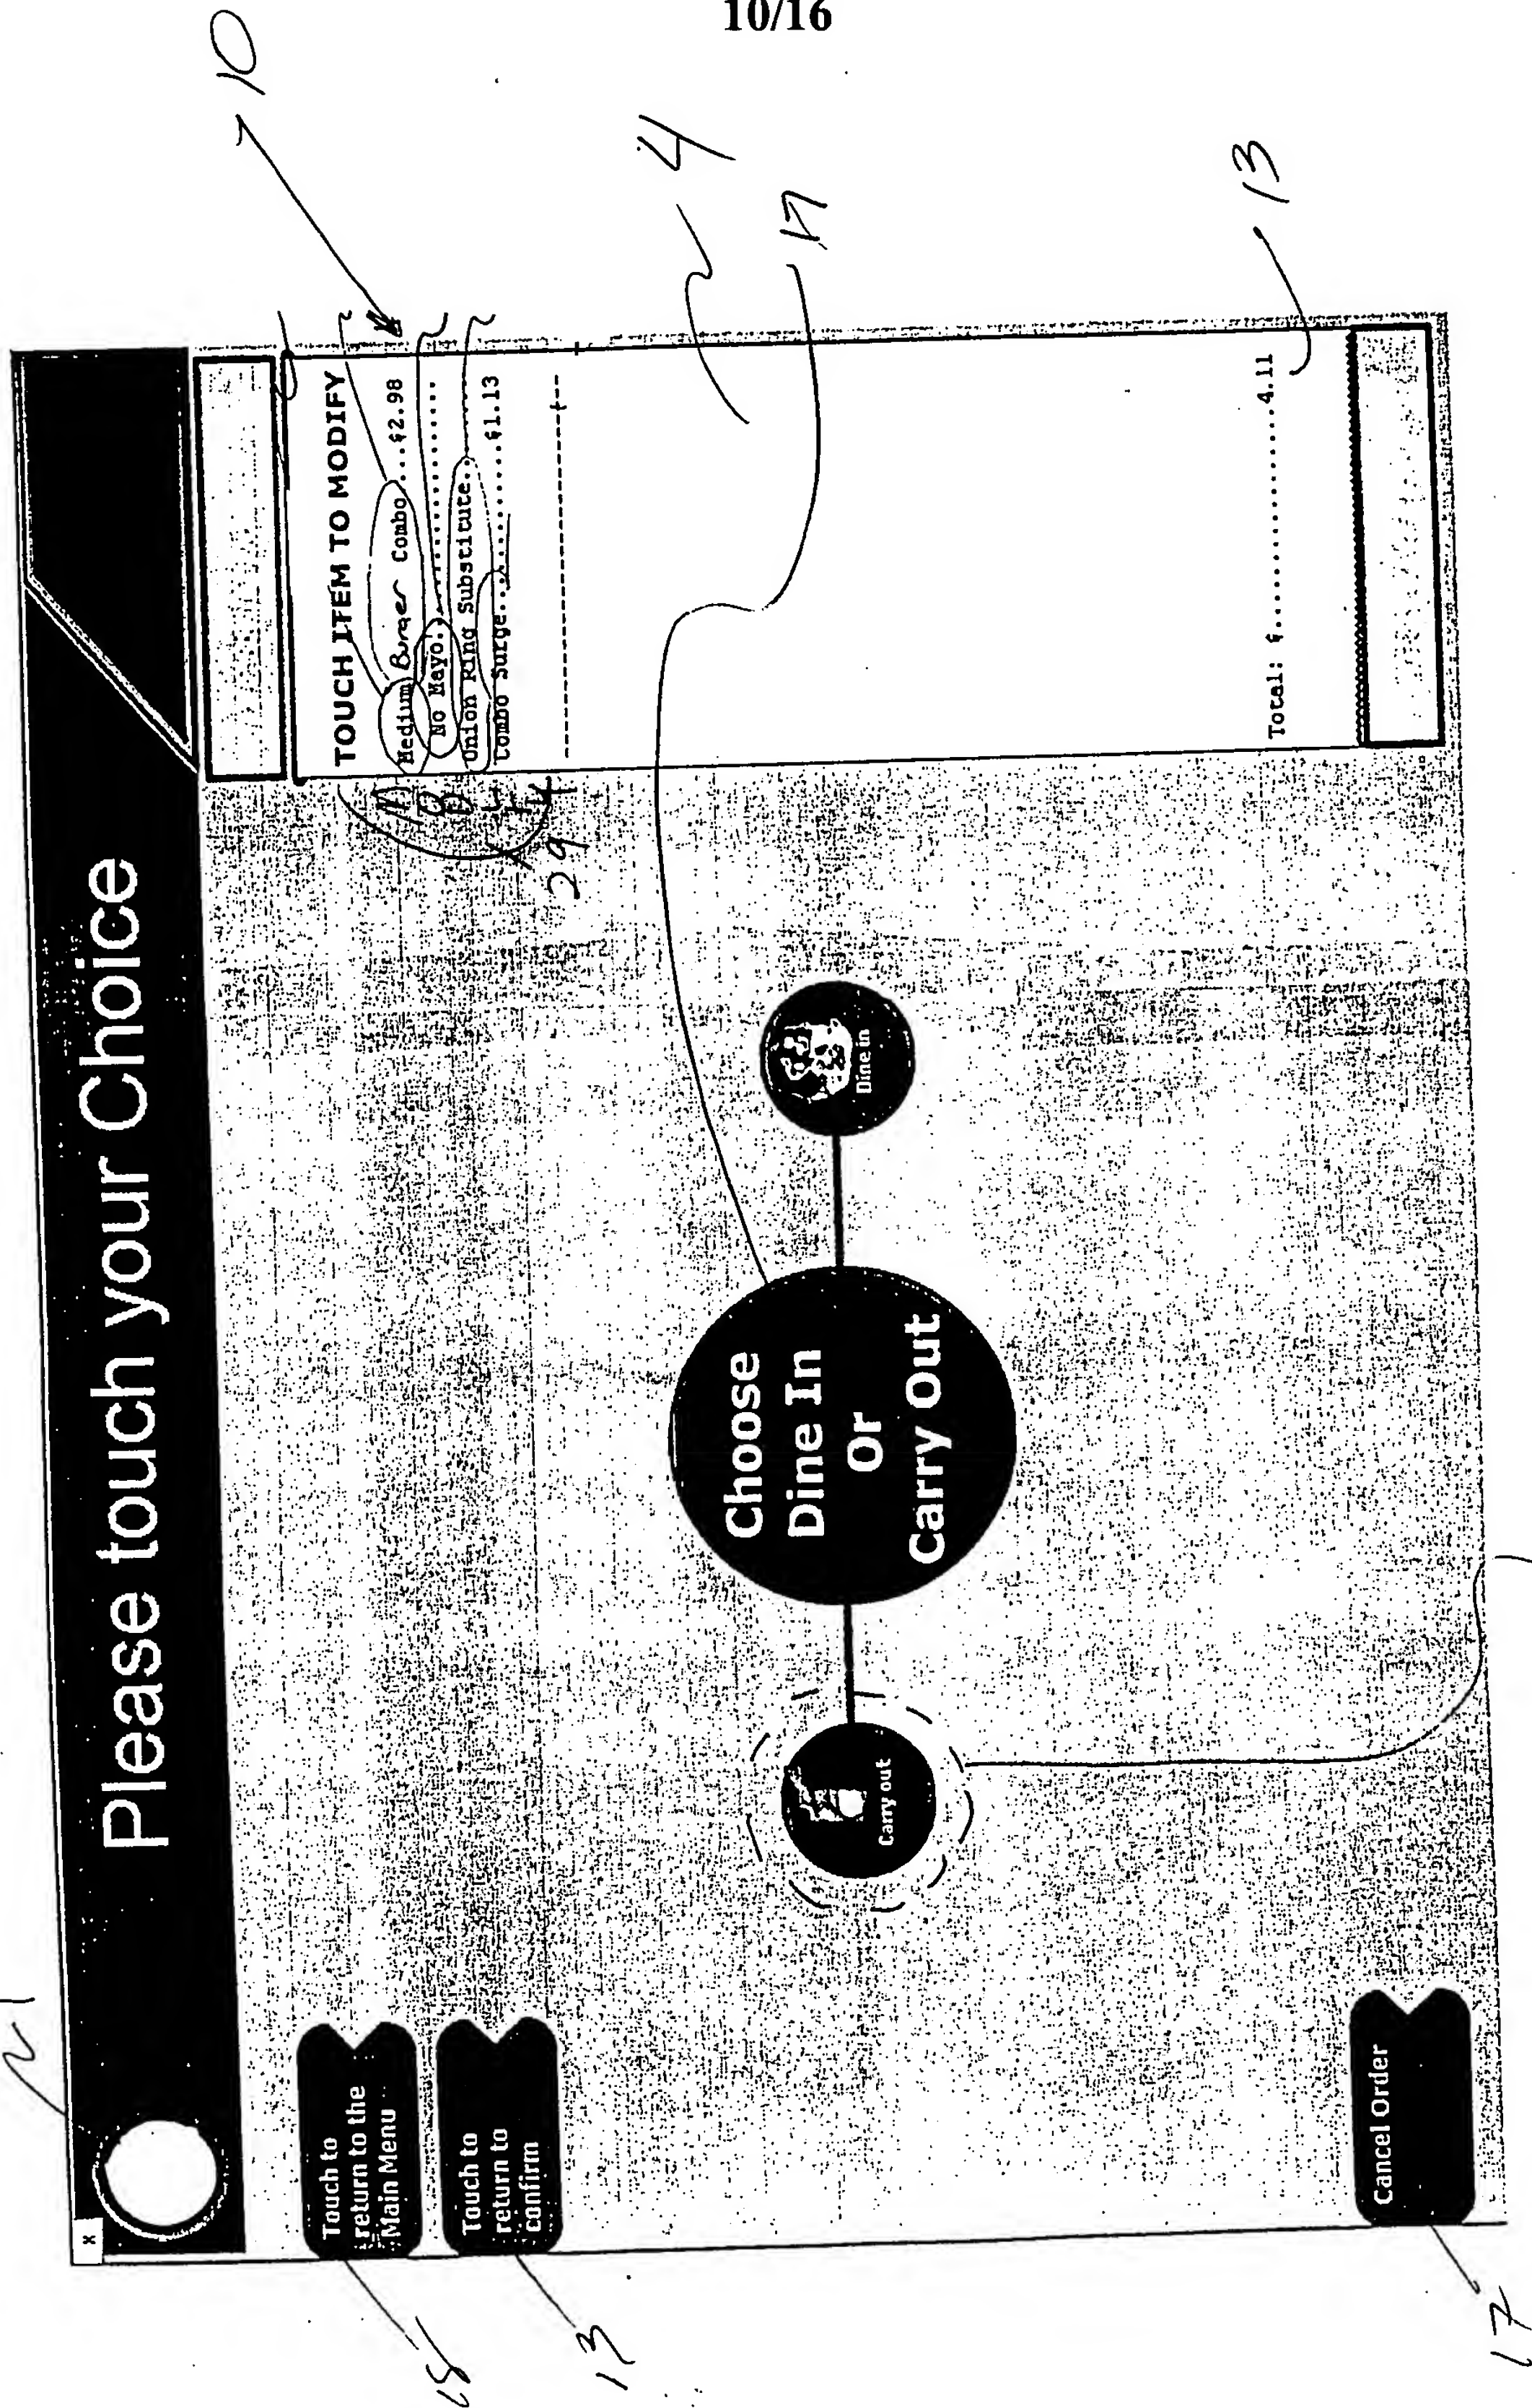 10/16
Please touch your Choice
x
Touch to
return to the
Main Menu
Touch to
return to
confirm
Cancel Order
Choose
Dine In
Or
Carry Out
Carry out
Dine in
TOUCH ITEM TO MODIFY
Medium Burger Combo....$2.98
No Mayo
Onion Ring Substitute
Combo Surge............$1.13
Total: $....................4.11
10
4
17
13
18
13
17
29